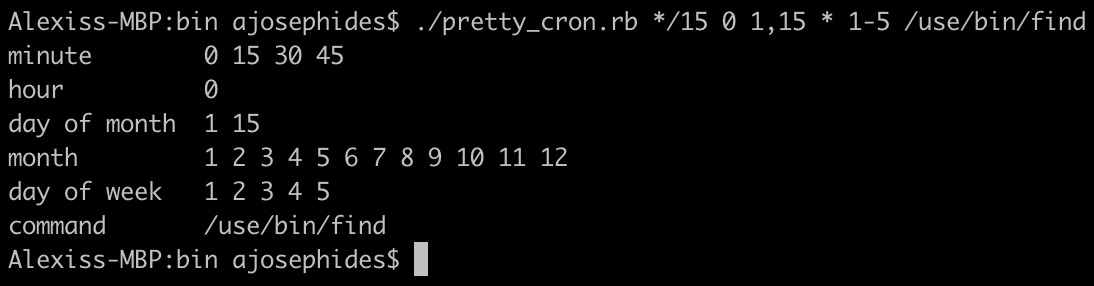 Alexiss-MBP:bin ajosephides$ ./pretty_cron.rb */15 0 1,15 * 1-5 /use/bin/find
minute        0 15 30 45
hour          0
day of month  1 15
month         1 2 3 4 5 6 7 8 9 10 11 12
day of week   1 2 3 4 5
command       /use/bin/find
Alexiss-MBP:bin ajosephides$